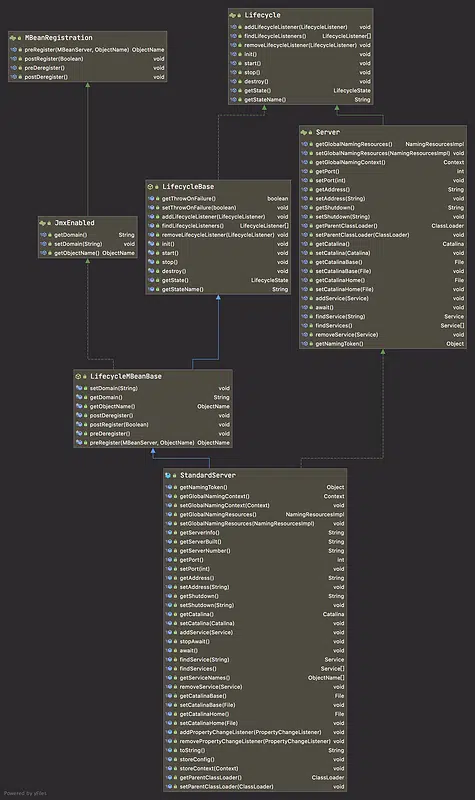 Lifecycle
addLifecycleListener(LifecycleListener) void
findLifecycleListeners() LifecycleListener[]
removeLifecycleListener(LifecycleListener) void
init() void
start() void
stop() void
destroy() void
getState() LifecycleState
getStateName() String
MBeanRegistration
preRegister(MBeanServer, ObjectName) ObjectName
postRegister(Boolean) void
preDeregister() void
postDeregister() void
Server
getGlobalNamingResources() NamingResourcesImpl
setGlobalNamingResources(NamingResourcesImpl) void
getGlobalNamingContext() Context
getPort() int
setPort(int) void
getAddress() String
setAddress(String) void
getShutdown() String
setShutdown(String) void
getParentClassLoader() ClassLoader
setParentClassLoader(ClassLoader) void
getCatalina() Catalina
setCatalina(Catalina) void
getCatalinaBase() File
setCatalinaBase(File) void
getCatalinaHome() File
setCatalinaHome(File) void
addService(Service) void
await() void
findService(String) Service
findServices() Service[]
removeService(Service) void
getNamingToken() Object
LifecycleBase
getThrowOnFailure() boolean
setThrowOnFailure(boolean) void
addLifecycleListener(LifecycleListener) void
findLifecycleListeners() LifecycleListener[]
removeLifecycleListener(LifecycleListener) void
init() void
start() void
stop() void
destroy() void
getState() LifecycleState
getStateName() String
JmxEnabled
getDomain() String
setDomain(String) void
getObjectName() ObjectName
LifecycleMBeanBase
setDomain(String) void
getDomain() String
getObjectName() ObjectName
postDeregister() void
postRegister(Boolean) void
preDeregister() void
preRegister(MBeanServer, ObjectName) ObjectName
StandardServer
getNamingToken() Object
getGlobalNamingContext() Context
setGlobalNamingContext(Context) void
getGlobalNamingResources() NamingResourcesImpl
setGlobalNamingResources(NamingResourcesImpl) void
getServerInfo() String
getServerBuilt() String
getServerNumber() String
getPort() int
setPort(int) void
getAddress() String
setAddress(String) void
getShutdown() String
setShutdown(String) void
getCatalina() Catalina
setCatalina(Catalina) void
addService(Service) void
stopAwait() void
await() void
findService(String) Service
findServices() Service[]
getServiceNames() ObjectName[]
removeService(Service) void
getCatalinaBase() File
setCatalinaBase(File) void
getCatalinaHome() File
setCatalinaHome(File) void
addPropertyChangeListener(PropertyChangeListener) void
removePropertyChangeListener(PropertyChangeListener) void
toString() String
storeConfig() void
storeContext(Context) void
getParentClassLoader() ClassLoader
setParentClassLoader(ClassLoader) void
Powered by yFiles